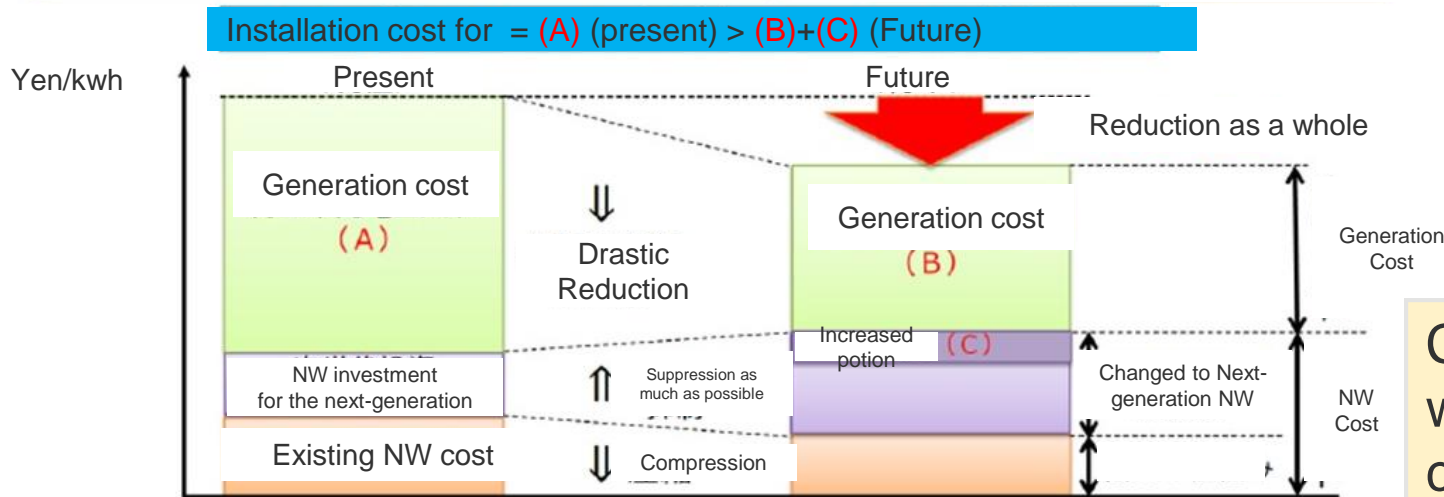 Installation cost for = (A) (present) > (B)+(C) (Future)
Yen/kwh
Present
Future
Reduction as a whole
Generation cost
(A)
⇓
Drastic
Reduction
Generation cost
(B)
Generation
Cost
Increased
potion
(C)
NW investment
for the next-generation
⇑
Suppression as
much as possible
Changed to Next-
generation NW
NW
Cost
Existing NW cost
⇓
Compression